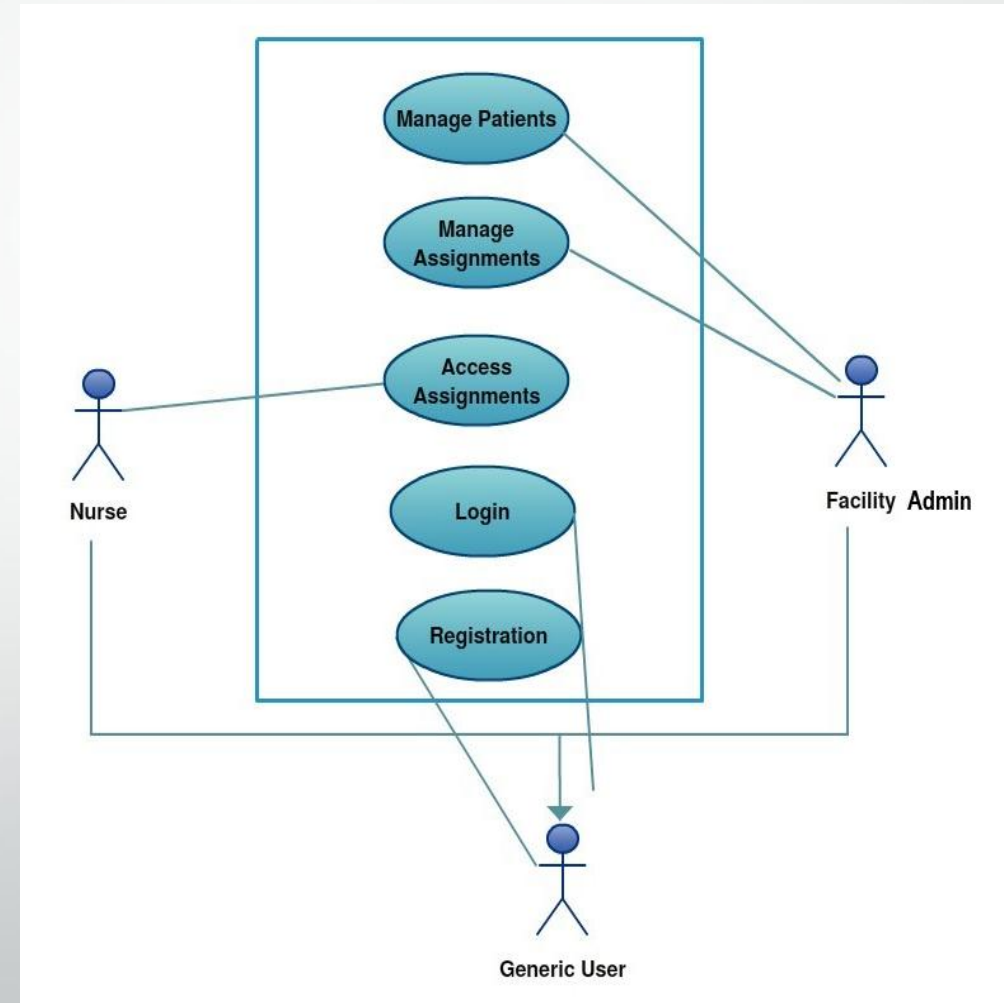 Manage Patients
Manage
Assignments
Access
Assignments
Nurse
Login
Facility Admin
Registration
Generic User